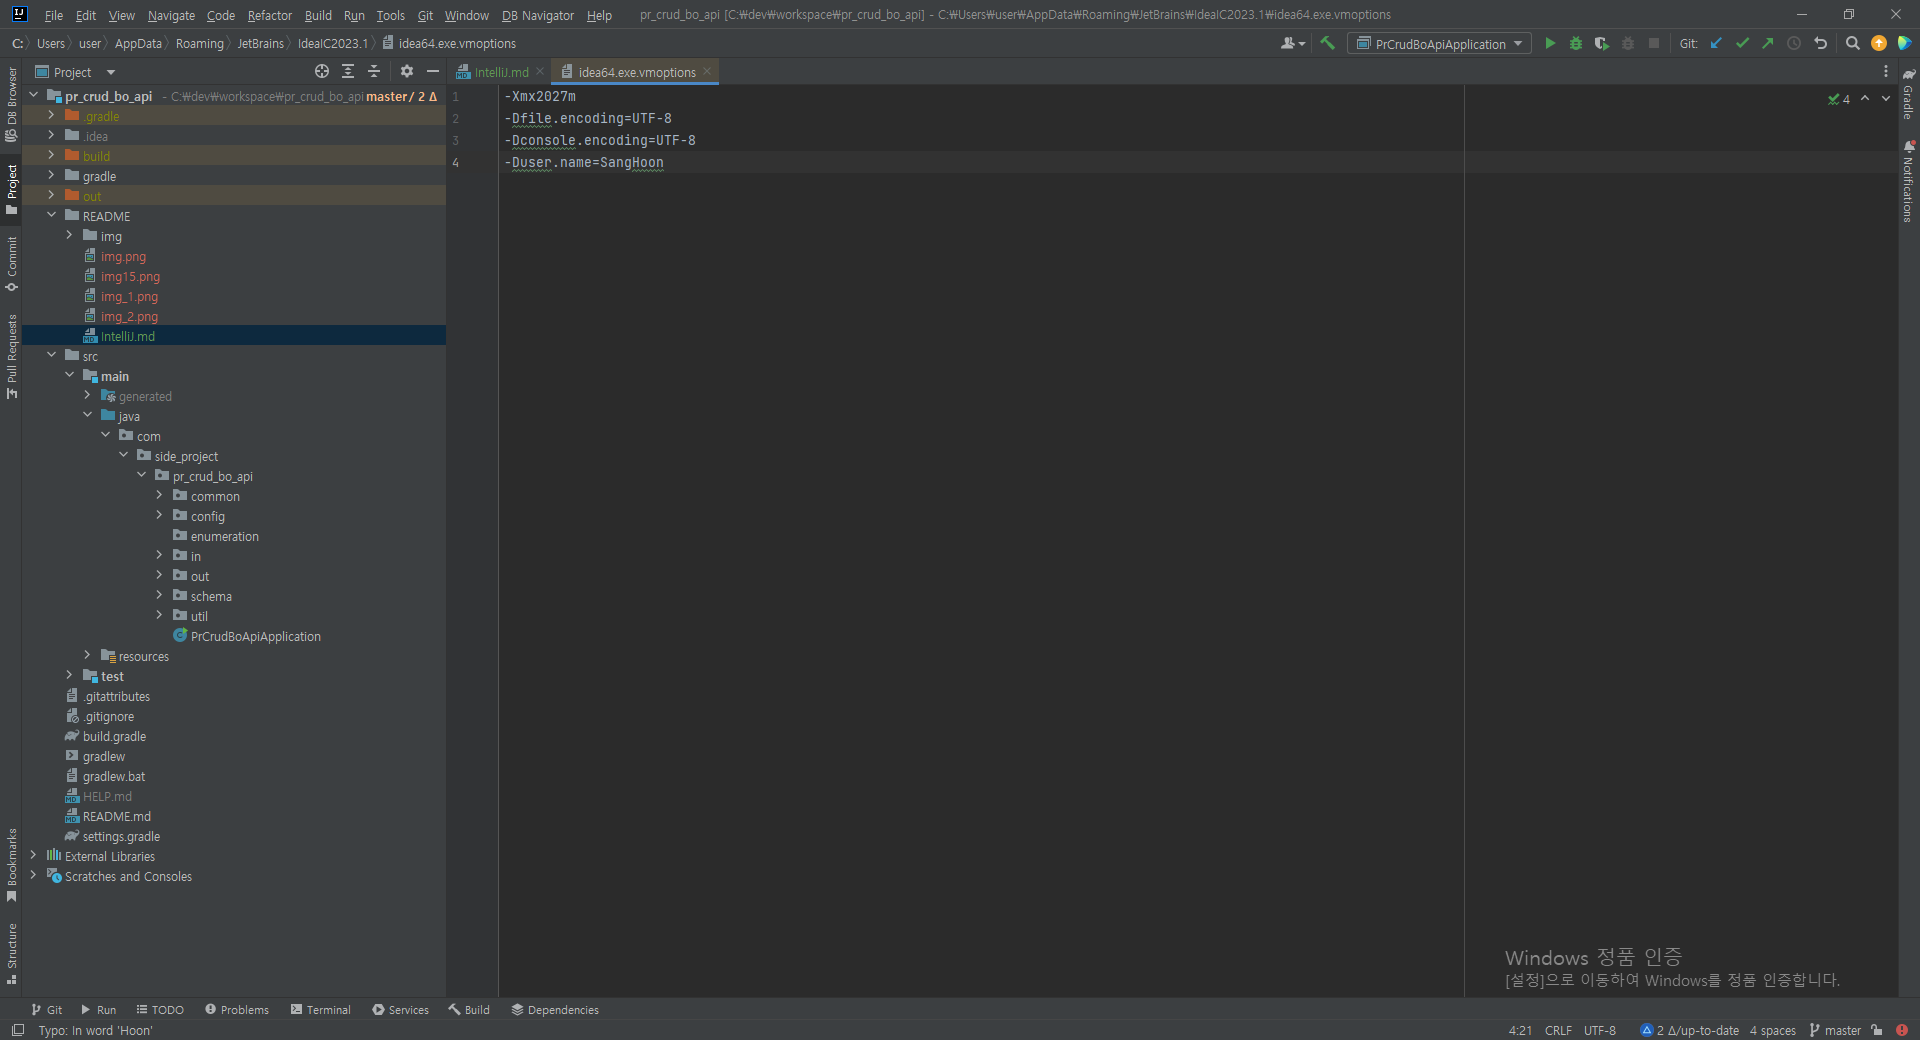 File Edit View Navigate Code Refactor Build Run Tools Git Window DB Navigator Help pr_crud_bo_api [C:₩dev₩workspace₩pr_crud_bo_api] - C:₩Users₩user₩AppData₩Roaming₩JetBrains₩IdeaIC2023.1₩idea64.exe.vmoptions
C: Users user AppData Roaming JetBrains IdeaIC2023.1 idea64.exe.vmoptions PrCrudBoApiApplication Git:
Project
IntelliJ.md idea64.exe.vmoptions
pr_crud_bo_api - C:₩dev₩workspace₩pr_crud_bo_api master / 2 Δ
.gradle
.idea
build
gradle
out
README
img
img.png
img15.png
img_1.png
img_2.png
IntelliJ.md
src
main
generated
java
com
side_project
pr_crud_bo_api
common
config
enumeration
in
out
schema
util
PrCrudBoApiApplication
resources
test
.gitattributes
.gitignore
build.gradle
gradlew
gradlew.bat
HELP.md
README.md
settings.gradle
External Libraries
Scratches and Consoles
1 -Xmx2027m
2 -Dfile.encoding=UTF-8
3 -Dconsole.encoding=UTF-8
4 -Duser.name=SangHoon
4
DB Browser
Project
Commit
Pull Requests
Bookmarks
Structure
Gradle
Notifications
Windows 정품 인증
[설정]으로 이동하여 Windows를 정품 인증합니다.
Git Run TODO Problems Terminal Services Build Dependencies
Typo: In word 'Hoon' 4:21 CRLF UTF-8 2 Δ/up-to-date 4 spaces master